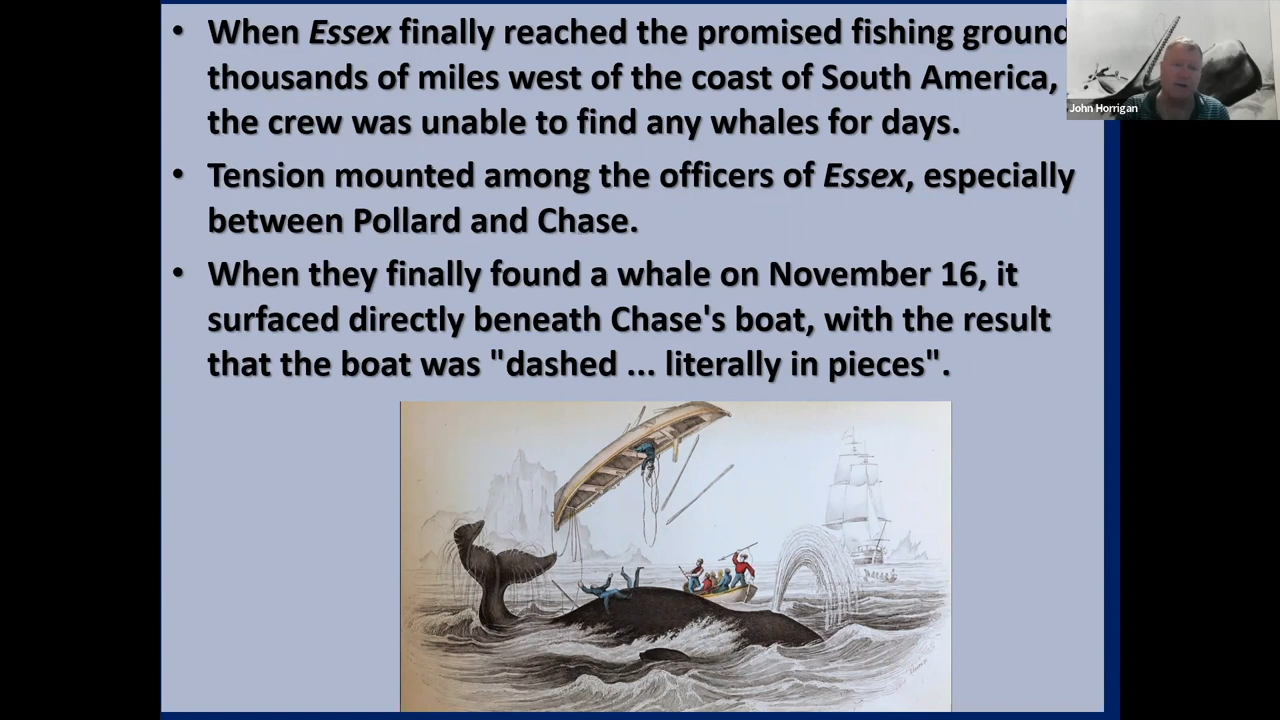 • When Essex finally reached the promised fishing ground
thousands of miles west of the coast of South America,
the crew was unable to find any whales for days.
• Tension mounted among the officers of Essex, especially
between Pollard and Chase.
• When they finally found a whale on November 16, it
surfaced directly beneath Chase's boat, with the result
that the boat was "dashed ... literally in pieces".
John Horrigan